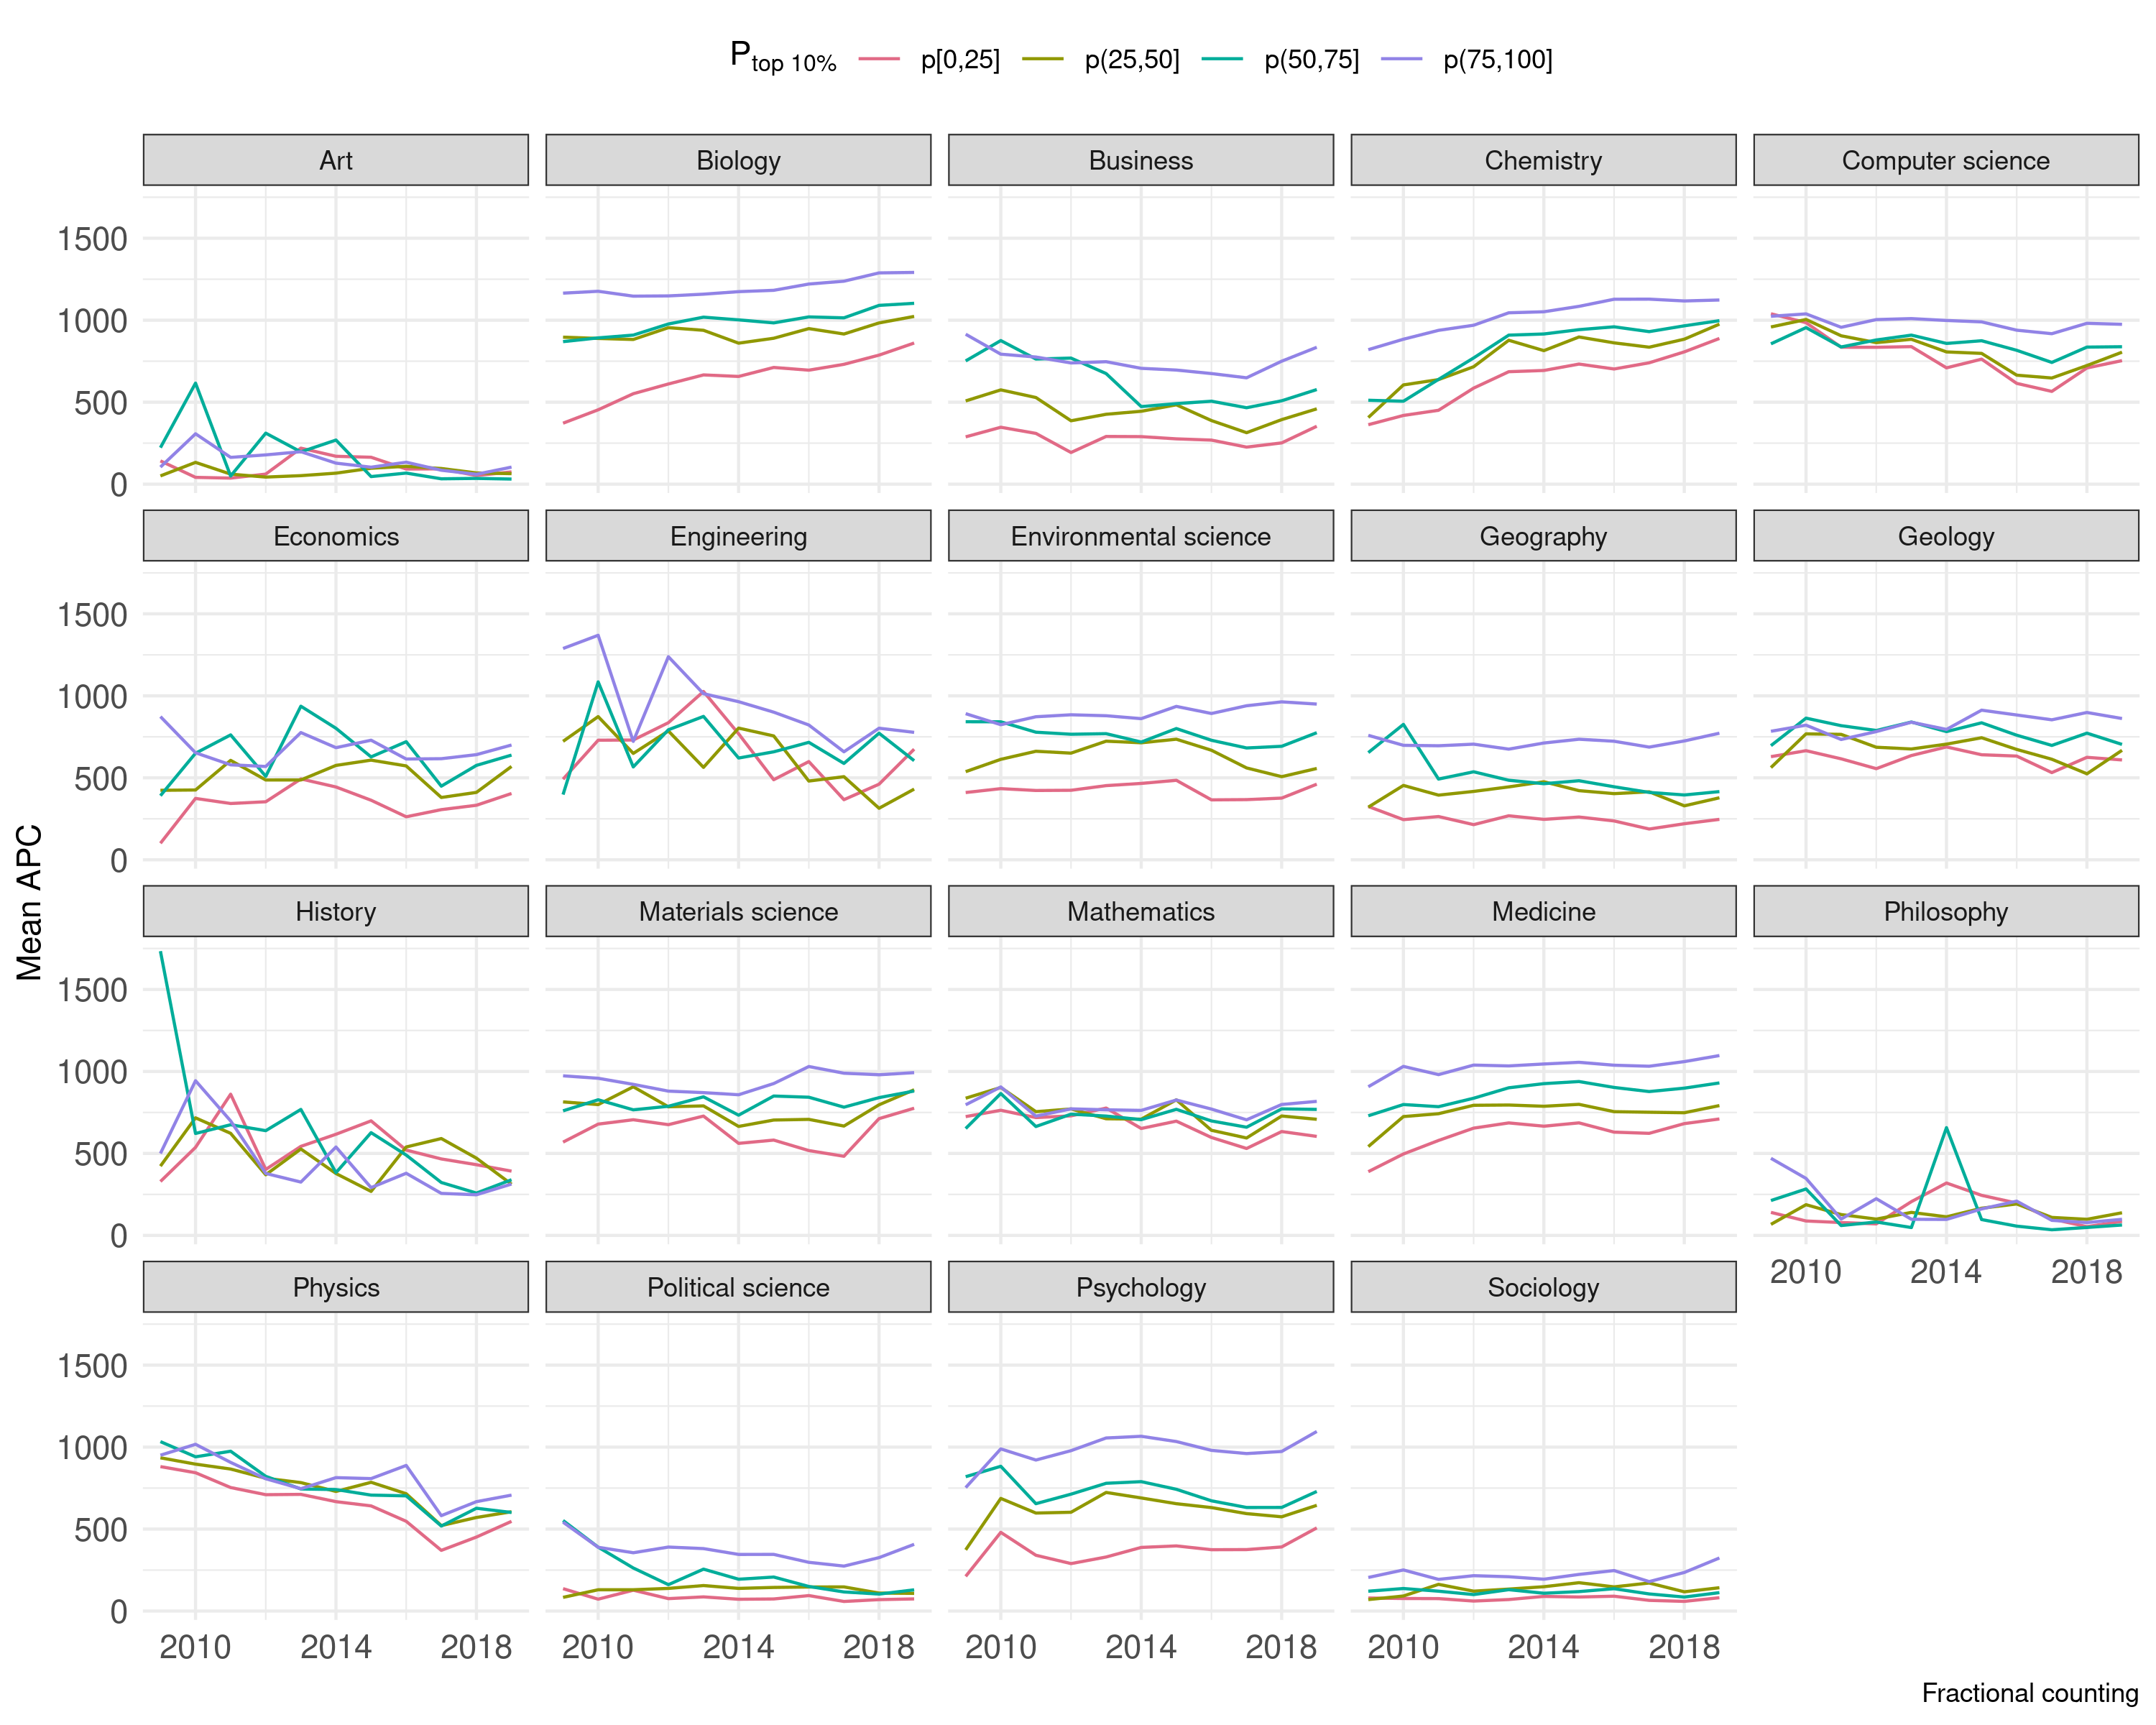 P top 10% p[0,25] p(25,50] p(50,75] p(75,100]
Art Biology Business Chemistry Computer science
1500
1000
500
0
Economics Engineering Environmental science Geography Geology
1500
1000
500
0
Mean APC
History Materials science Mathematics Medicine Philosophy
1500
1000
500
0
2010 2014 2018
Physics Political science Psychology Sociology
1500
1000
500
0
2010 2014 2018 2010 2014 2018 2010 2014 2018 2010 2014 2018
Fractional counting